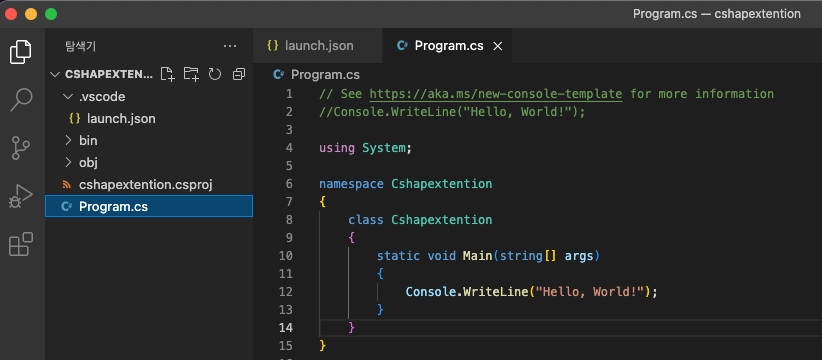 Program.cs — cshapextention
탐색기
CSHAPEXTEN...
.vscode
{} launch.json
bin
obj
cshapextention.csproj
C# Program.cs
{} launch.json
C# Program.cs
C# Program.cs
1 // See https://aka.ms/new-console-template for more information
2 //Console.WriteLine("Hello, World!");
3
4 using System;
5
6 namespace Cshapextention
7 {
8 class Cshapextention
9 {
10 static void Main(string[] args)
11 {
12 Console.WriteLine("Hello, World!");
13 }
14 }
15 }